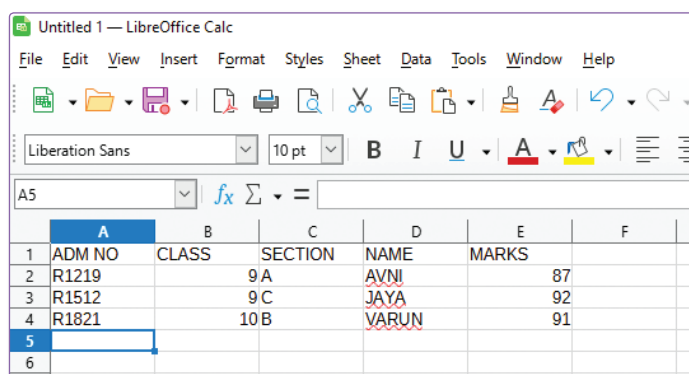 Untitled 1 — LibreOffice Calc
File Edit View Insert Format Styles Sheet Data Tools Window Help
Liberation Sans 10 pt B I U A
A5 fx Σ =
A B C D E F
1 ADM NO CLASS SECTION NAME MARKS
2 R1219 9 A AVNI 87
3 R1512 9 C JAYA 92
4 R1821 10 B VARUN 91
5
6